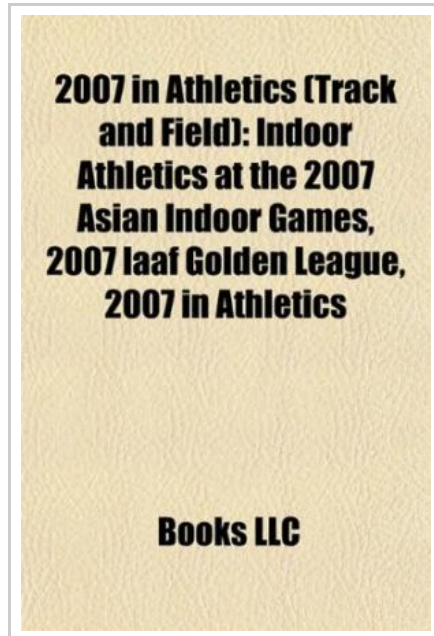 2007 in Athletics (Track
and Field): Indoor
Athletics at the 2007
Asian Indoor Games,
2007 Iaaf Golden League,
2007 in Athletics
Books LLC